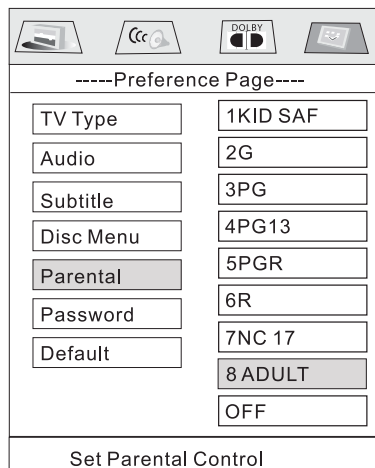 DOLBY
-----Preference Page----
TV Type
Audio
Subtitle
Disc Menu
Parental
Password
Default
1KID SAF
2G
3PG
4PG13
5PGR
6R
7NC 17
8 ADULT
OFF
Set Parental Control